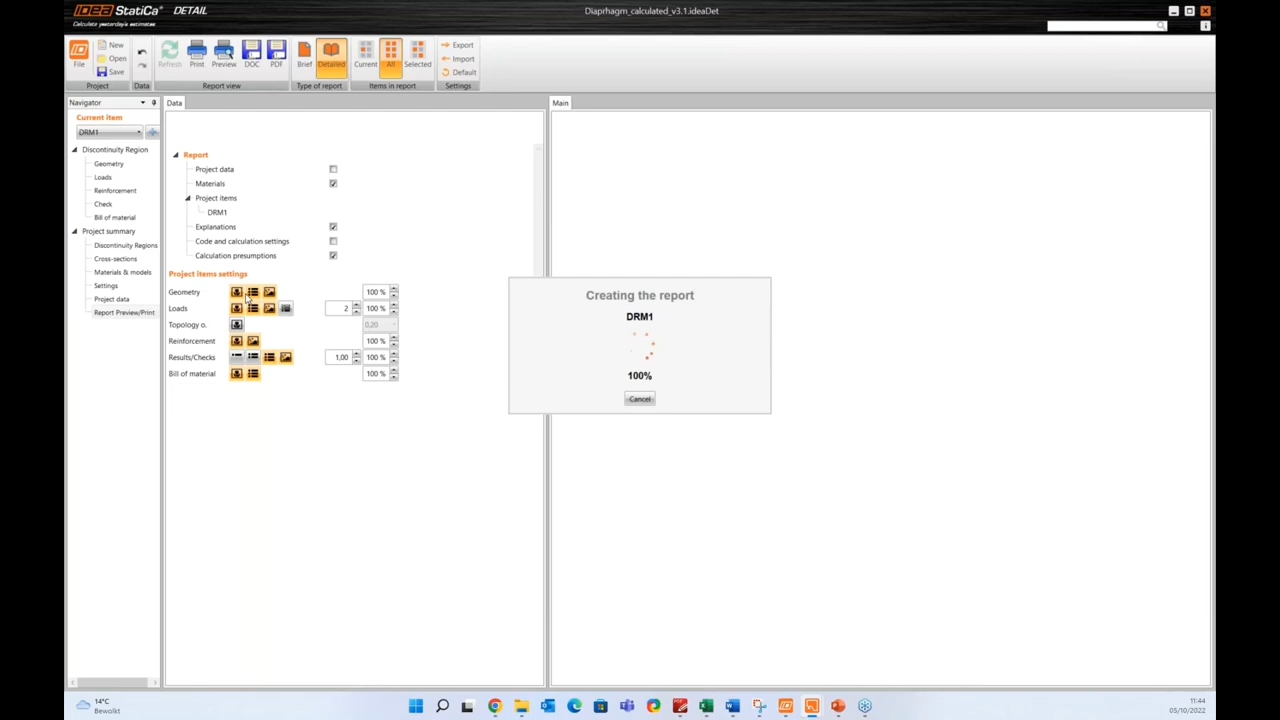 IDEA StatiCa® DETAIL
Calculate yesterday's estimates
Diaprhagm_calculated_v3.1.ideaDet
File
New
Open
Save
Refresh
Print
Preview
DOC
PDF
Brief
Detailed
Current
All
Selected
Export
Import
Default
Project
Data
Report view
Type of report
Items in report
Settings
Navigator
Current item
DRM1
Discontinuity Region
Geometry
Loads
Reinforcement
Check
Bill of material
Project summary
Discontinuity Regions
Cross-sections
Materials & models
Settings
Project data
Report Preview/Print
Data
Report
Project data
Materials
Project items
DRM1
Explanations
Code and calculation settings
Calculation presumptions
Project items settings
Geometry 100 %
Loads 2 100 %
Topology o. 0,20
Reinforcement 100 %
Results/Checks 1,00 100 %
Bill of material 100 %
Main
Creating the report
DRM1
100%
Cancel
14°C
Bewolkt
11:44
05/10/2022